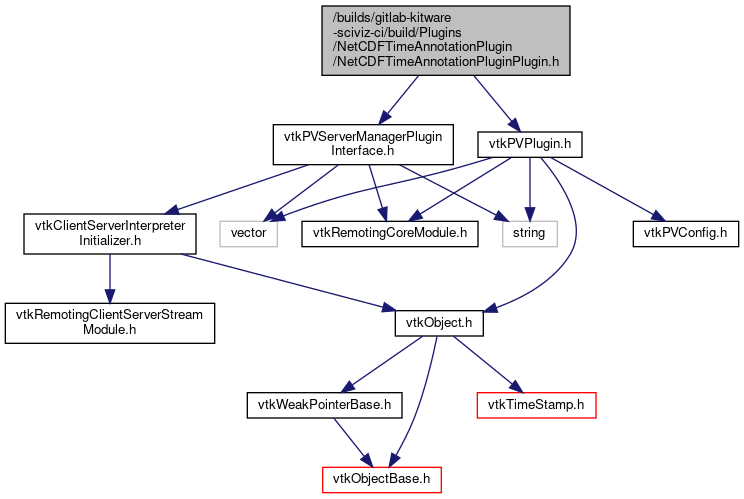 /builds/gitlab-kitware
-sciviz-ci/build/Plugins
/NetCDFTimeAnnotationPlugin
/NetCDFTimeAnnotationPluginPlugin.h
vtkPVServerManagerPlugin
Interface.h
vtkPVPlugin.h
vtkClientServerInterpreter
Initializer.h
vector
vtkRemotingCoreModule.h
string
vtkPVConfig.h
vtkRemotingClientServerStream
Module.h
vtkObject.h
vtkWeakPointerBase.h
vtkTimeStamp.h
vtkObjectBase.h